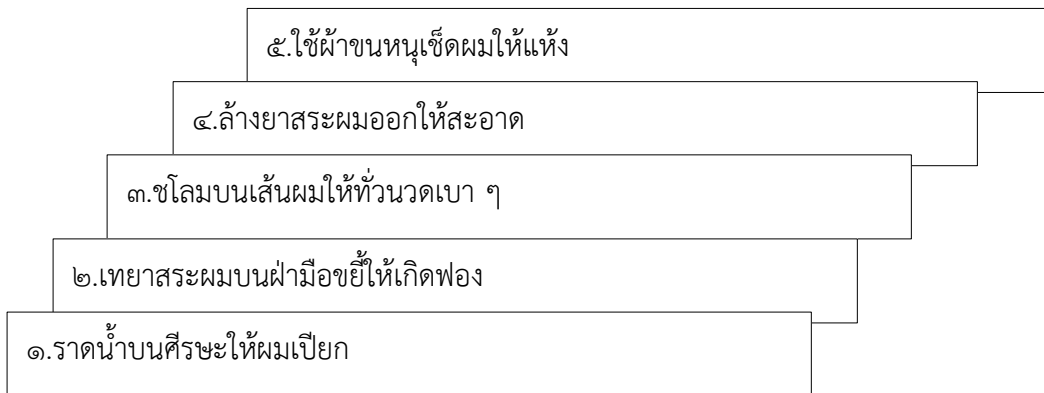 ๕.ใช้ผ้าขนหนุเช็ดผมให้แห้ง
๔.ล้างยาสระผมออกให้สะอาด
๓.ชโลมบนเส้นผมให้ทั่วนวดเบา ๆ
๒.เทยาสระผมบนฝ่ามือขยี้ให้เกิดฟอง
๑.ราดน้ำบนศีรษะให้ผมเปียก